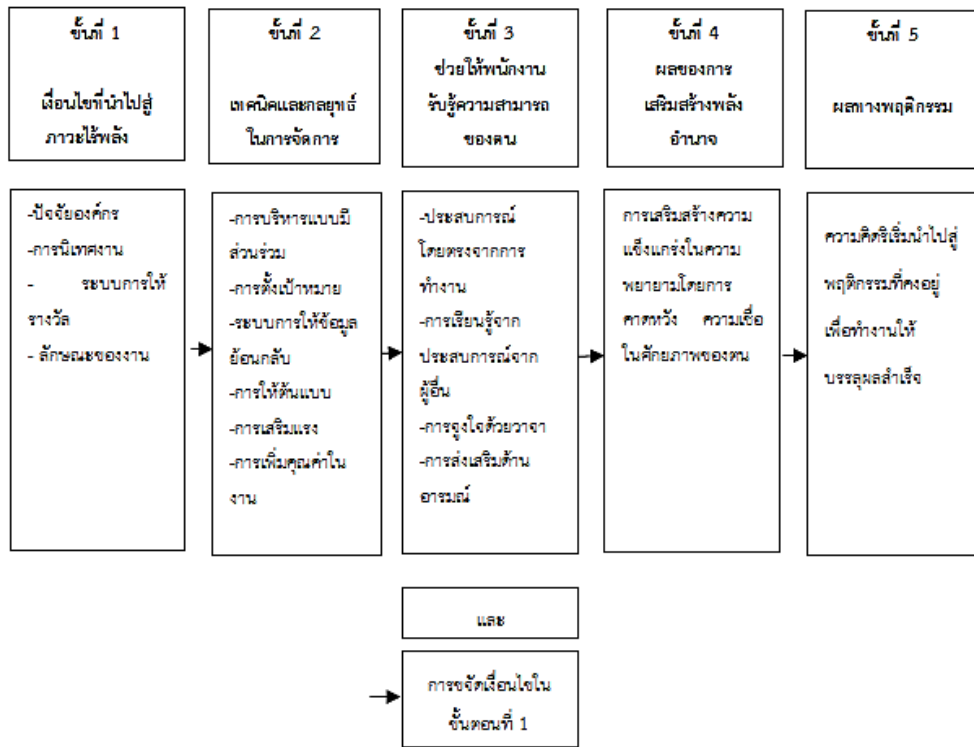 ขั้นที่ 1
เงื่อนไขที่นำไปสู่
ภาวะไร้พลัง
ขั้นที่ 2
เทคนิคและกลยุทธ์
ในการจัดการ
ขั้นที่ 3
ช่วยให้พนักงาน
รับรู้ความสามารถ
ของตน
ขั้นที่ 4
ผลของการ
เสริมสร้างพลัง
อำนาจ
ขั้นที่ 5
ผลทางพฤติกรรม
-ปัจจัยองค์กร
-การนิเทศงาน
- ระบบการให้
รางวัล
- ลักษณะของงาน
-การบริหารแบบมี
ส่วนร่วม
-การตั้งเป้าหมาย
-ระบบการให้ข้อมูล
ย้อนกลับ
-การให้ต้นแบบ
-การเสริมแรง
-การเพิ่มคุณค่าใน
งาน
-ประสบการณ์
โดยตรงจากการ
ทำงาน
-การเรียนรู้จาก
ประสบการณ์จาก
ผู้อื่น
-การจูงใจด้วยวาจา
-การส่งเสริมด้าน
อารมณ์
การเสริมสร้างความ
แข็งแกร่งในความ
พยายามโดยการ
คาดหวัง ความเชื่อ
ในศักยภาพของตน
ความคิดริเริ่มนำไปสู่
พฤติกรรมที่คงอยู่
เพื่อทำงานให้
บรรลุผลสำเร็จ
และ
การขจัดเงื่อนไขใน
ขั้นตอนที่ 1